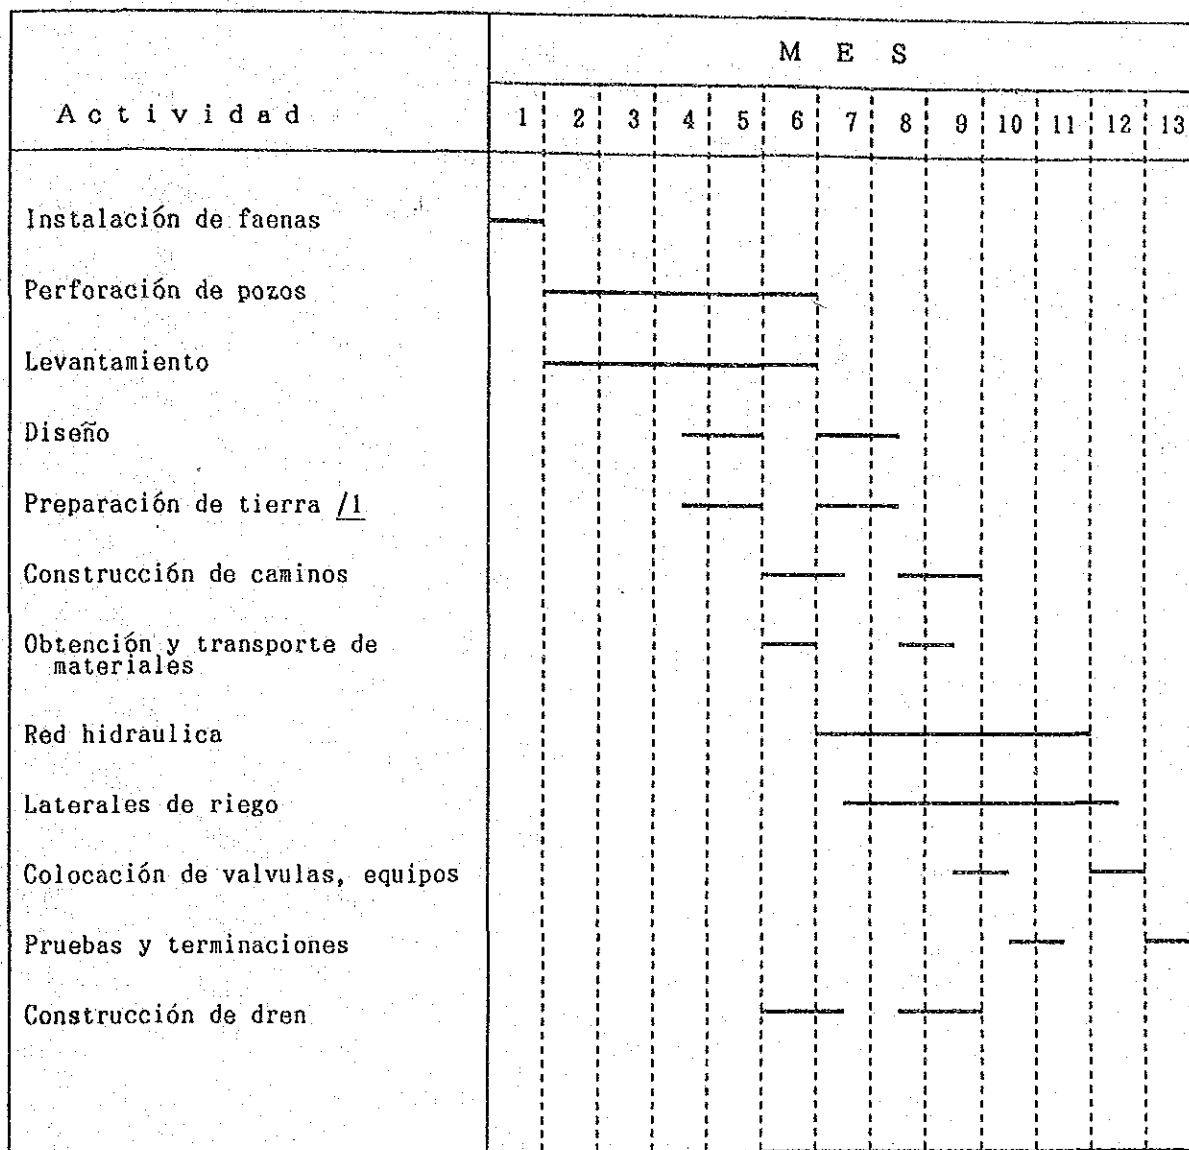 M E S
Actividad
1 2 3 4 5 6 7 8 9 10 11 12 13
Instalación de faenas
Perforación de pozos
Levantamiento
Diseño
Preparación de tierra /1
Construcción de caminos
Obtención y transporte de
materiales
Red hidraulica
Laterales de riego
Colocación de valvulas, equipos
Pruebas y terminaciones
Construcción de dren